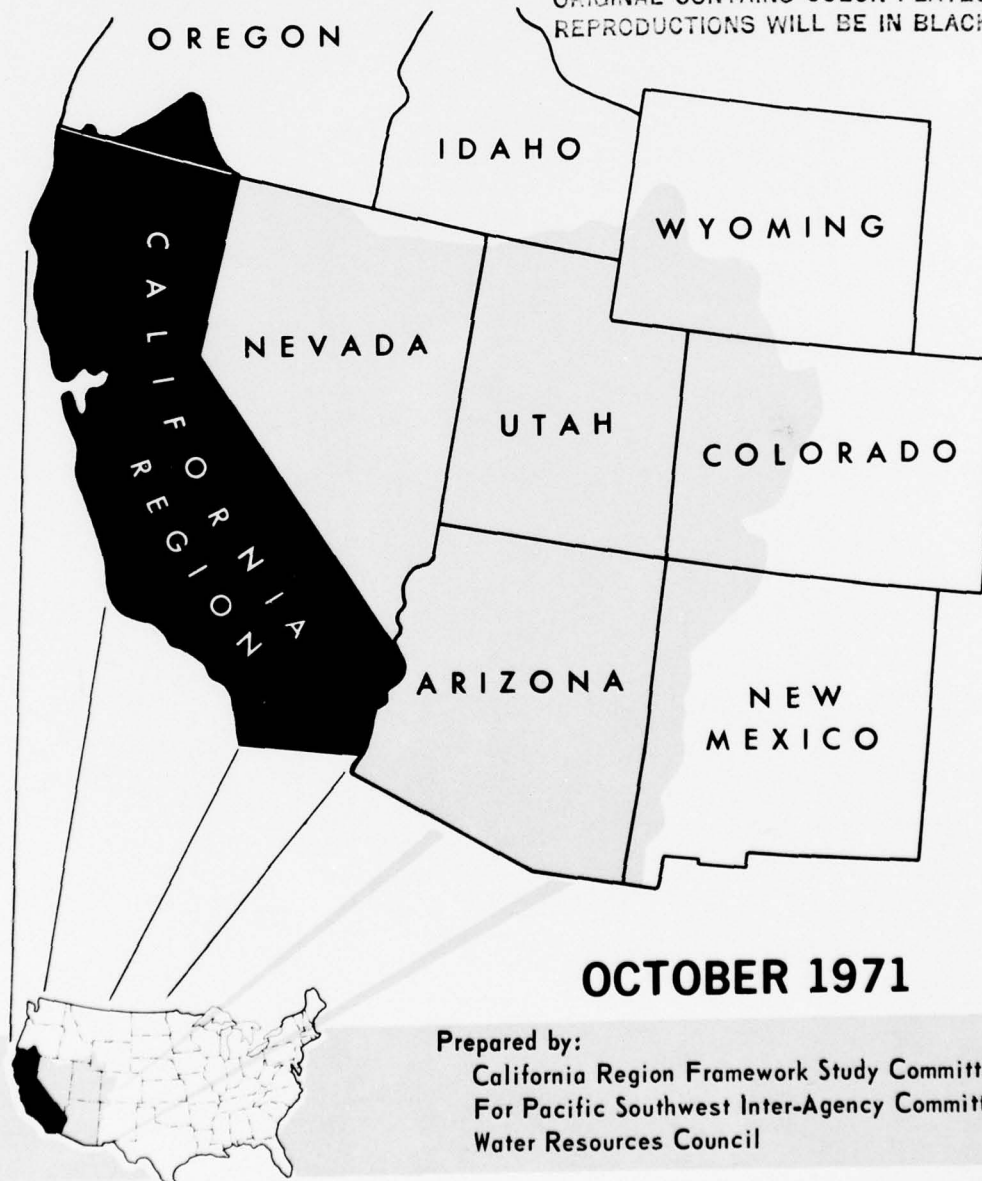 REPRODUCTIONS WILL BE IN BLACK
OREGON
IDAHO
WYOMING
CALIFORNIA
REGION
NEVADA
UTAH
COLORADO
ARIZONA
NEW
MEXICO
OCTOBER 1971
Prepared by:
California Region Framework Study Committ
For Pacific Southwest Inter-Agency Committ
Water Resources Council